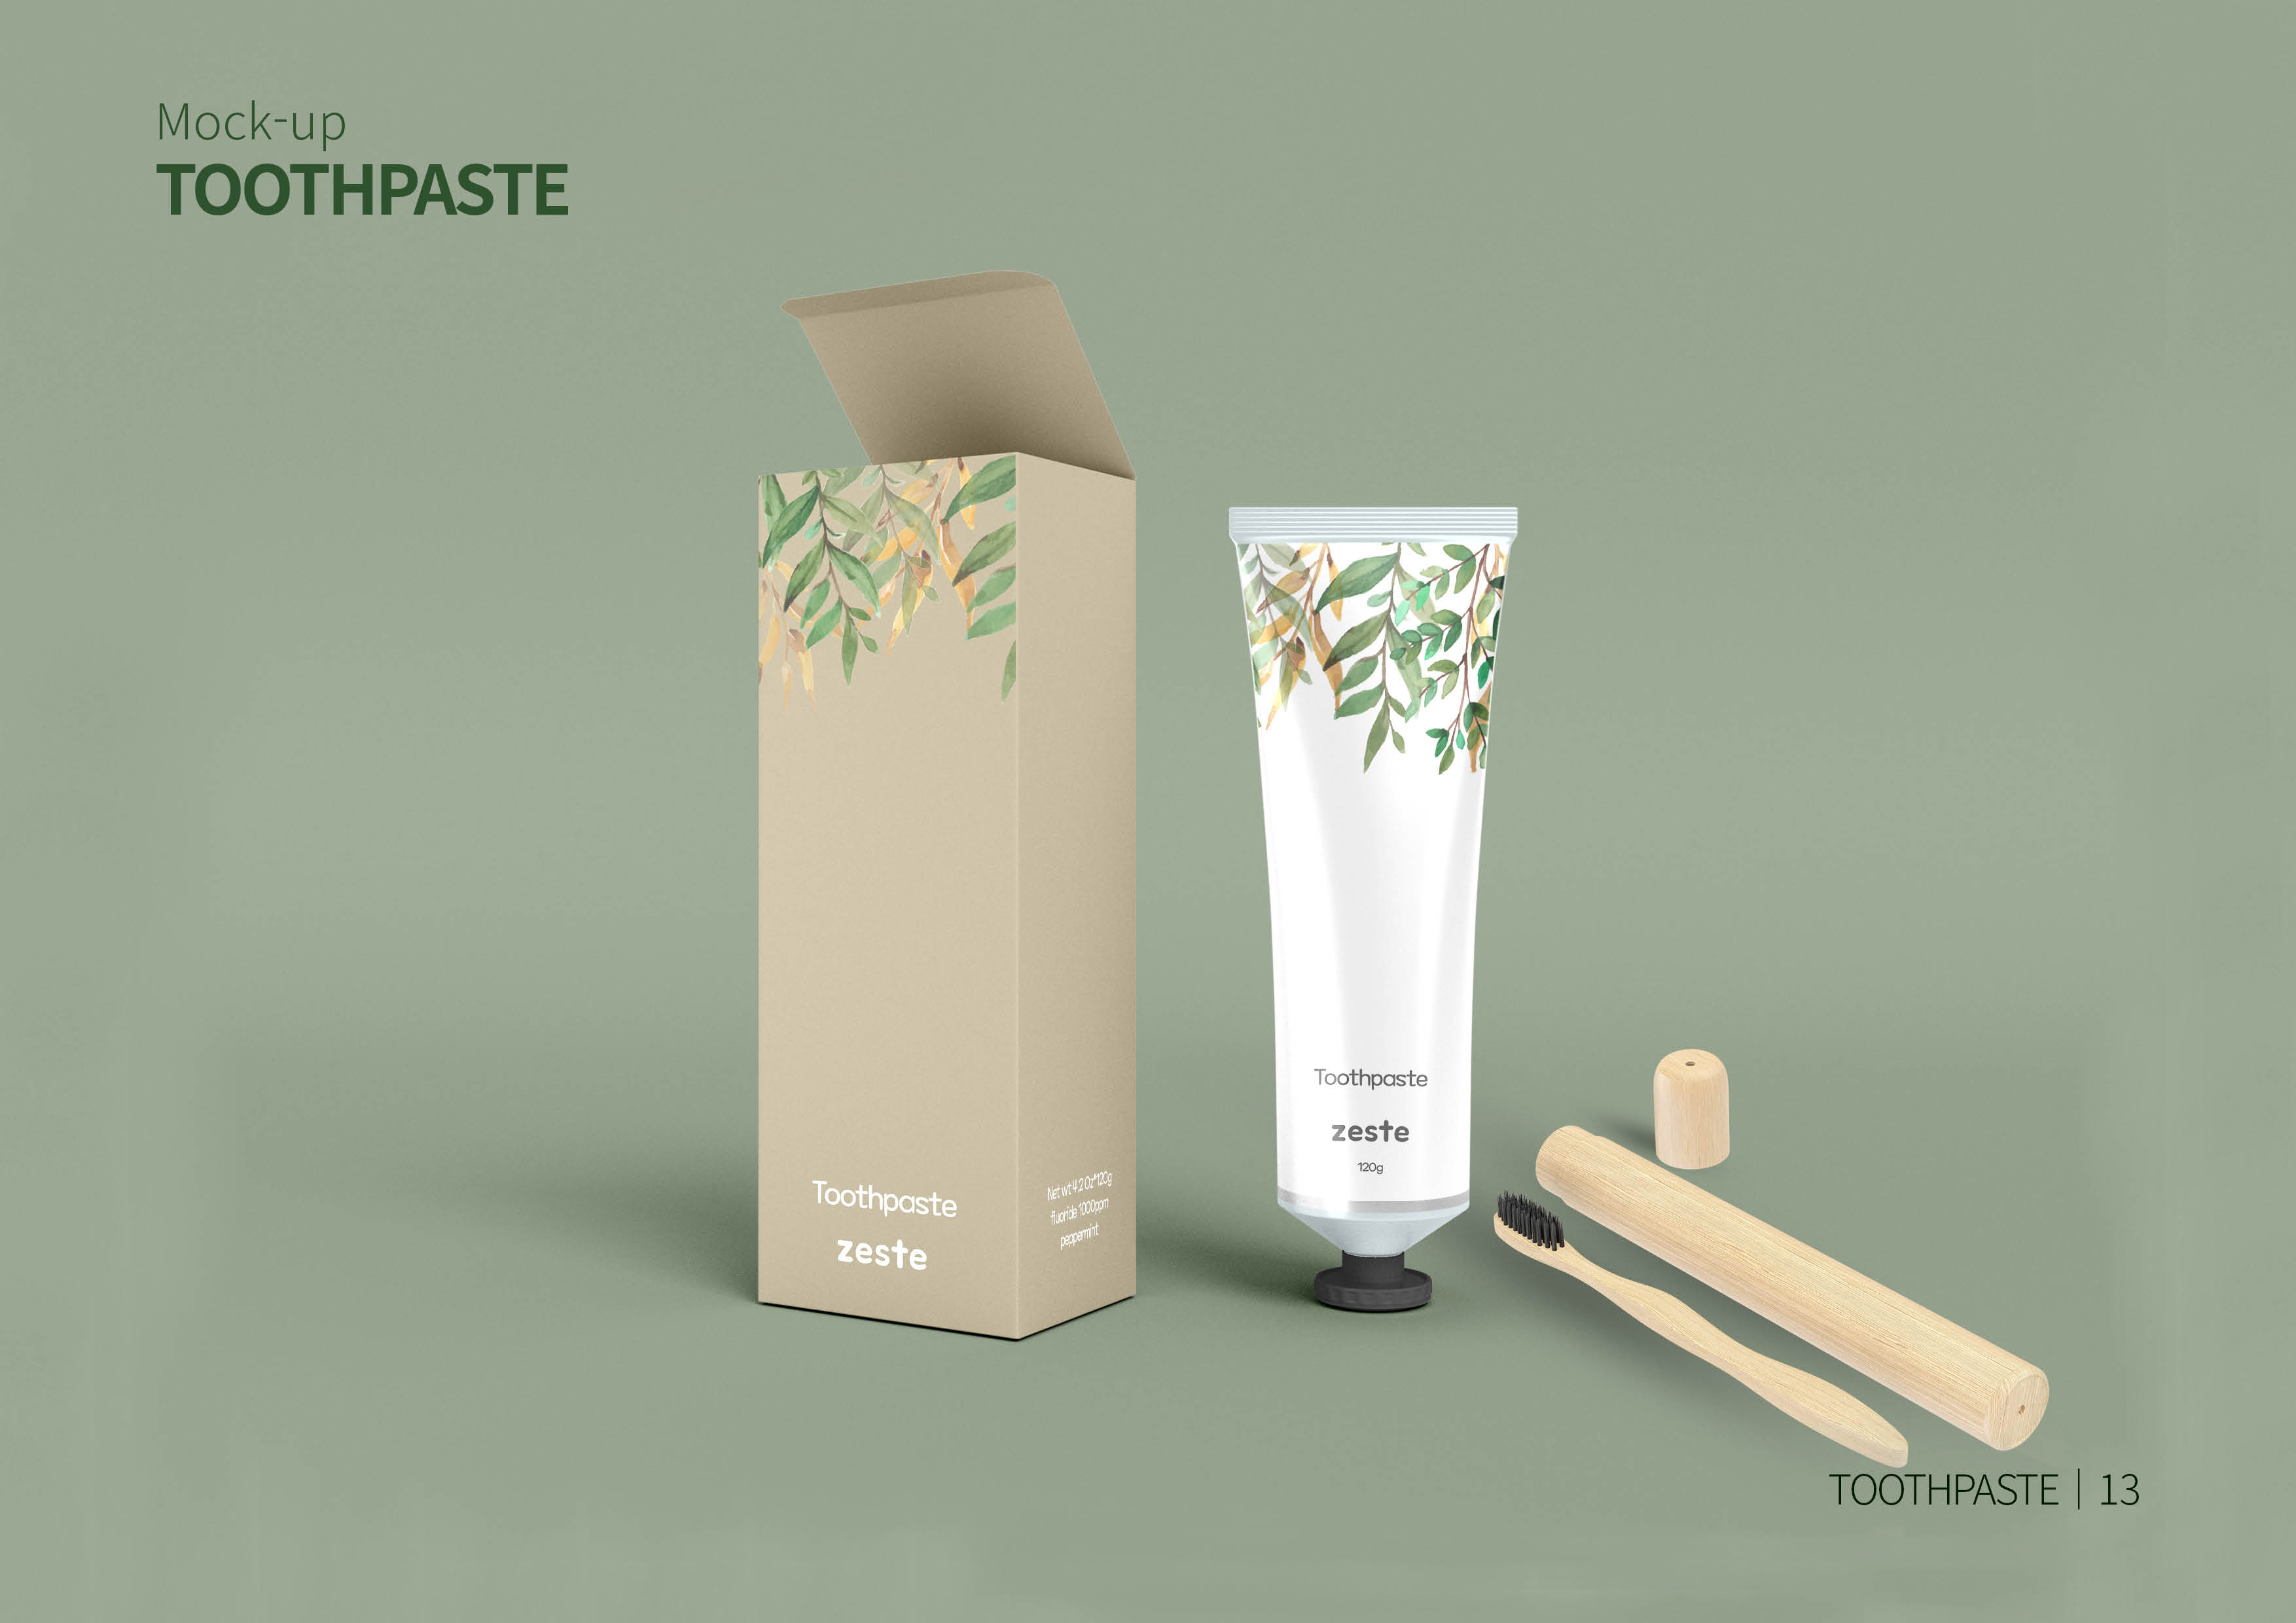 Mock-up
TOOTHPASTE
Toothpaste
zeste
Net wt 4.2 Oz*120g
fluoride 1000ppm
peppermint
Toothpaste
zeste
120g
TOOTHPASTE | 13